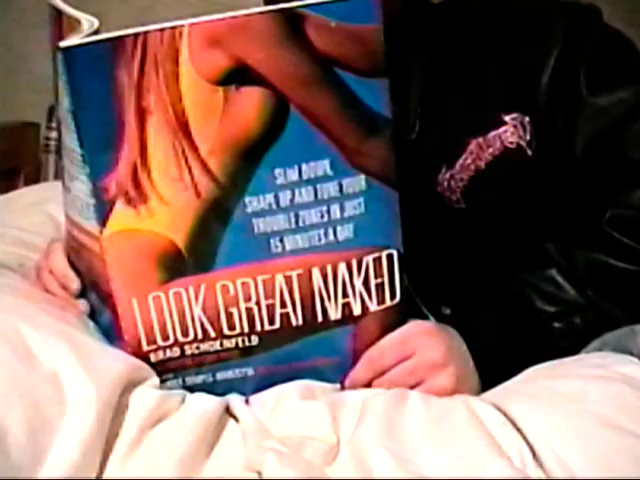 SLIM DOWN,
SHAPE UP AND TONE YOUR
TROUBLE ZONES IN JUST
15 MINUTES A DAY
LOOK GREAT NAKED
BRAD SCHOENFELD